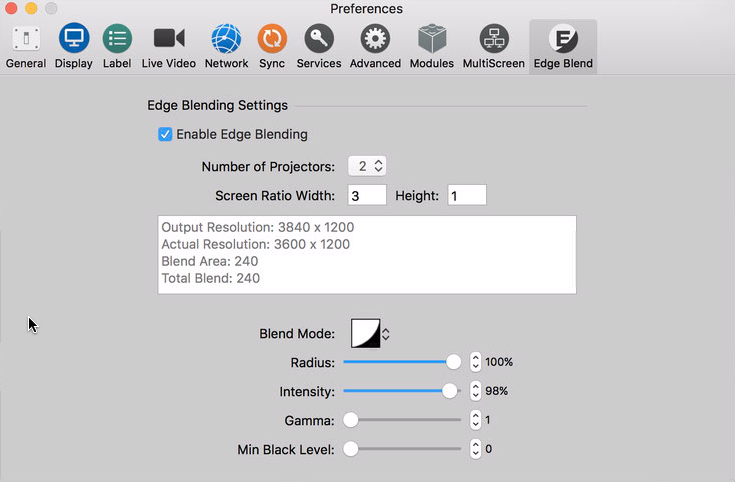 Preferences
General Display Label Live Video Network Sync Services Advanced Modules MultiScreen Edge Blend
Edge Blending Settings
Enable Edge Blending
Number of Projectors: 2
Screen Ratio Width: 3 Height: 1
Output Resolution: 3840 x 1200
Actual Resolution: 3600 x 1200
Blend Area: 240
Total Blend: 240
Blend Mode:
Radius: 100%
Intensity: 98%
Gamma: 1
Min Black Level: 0